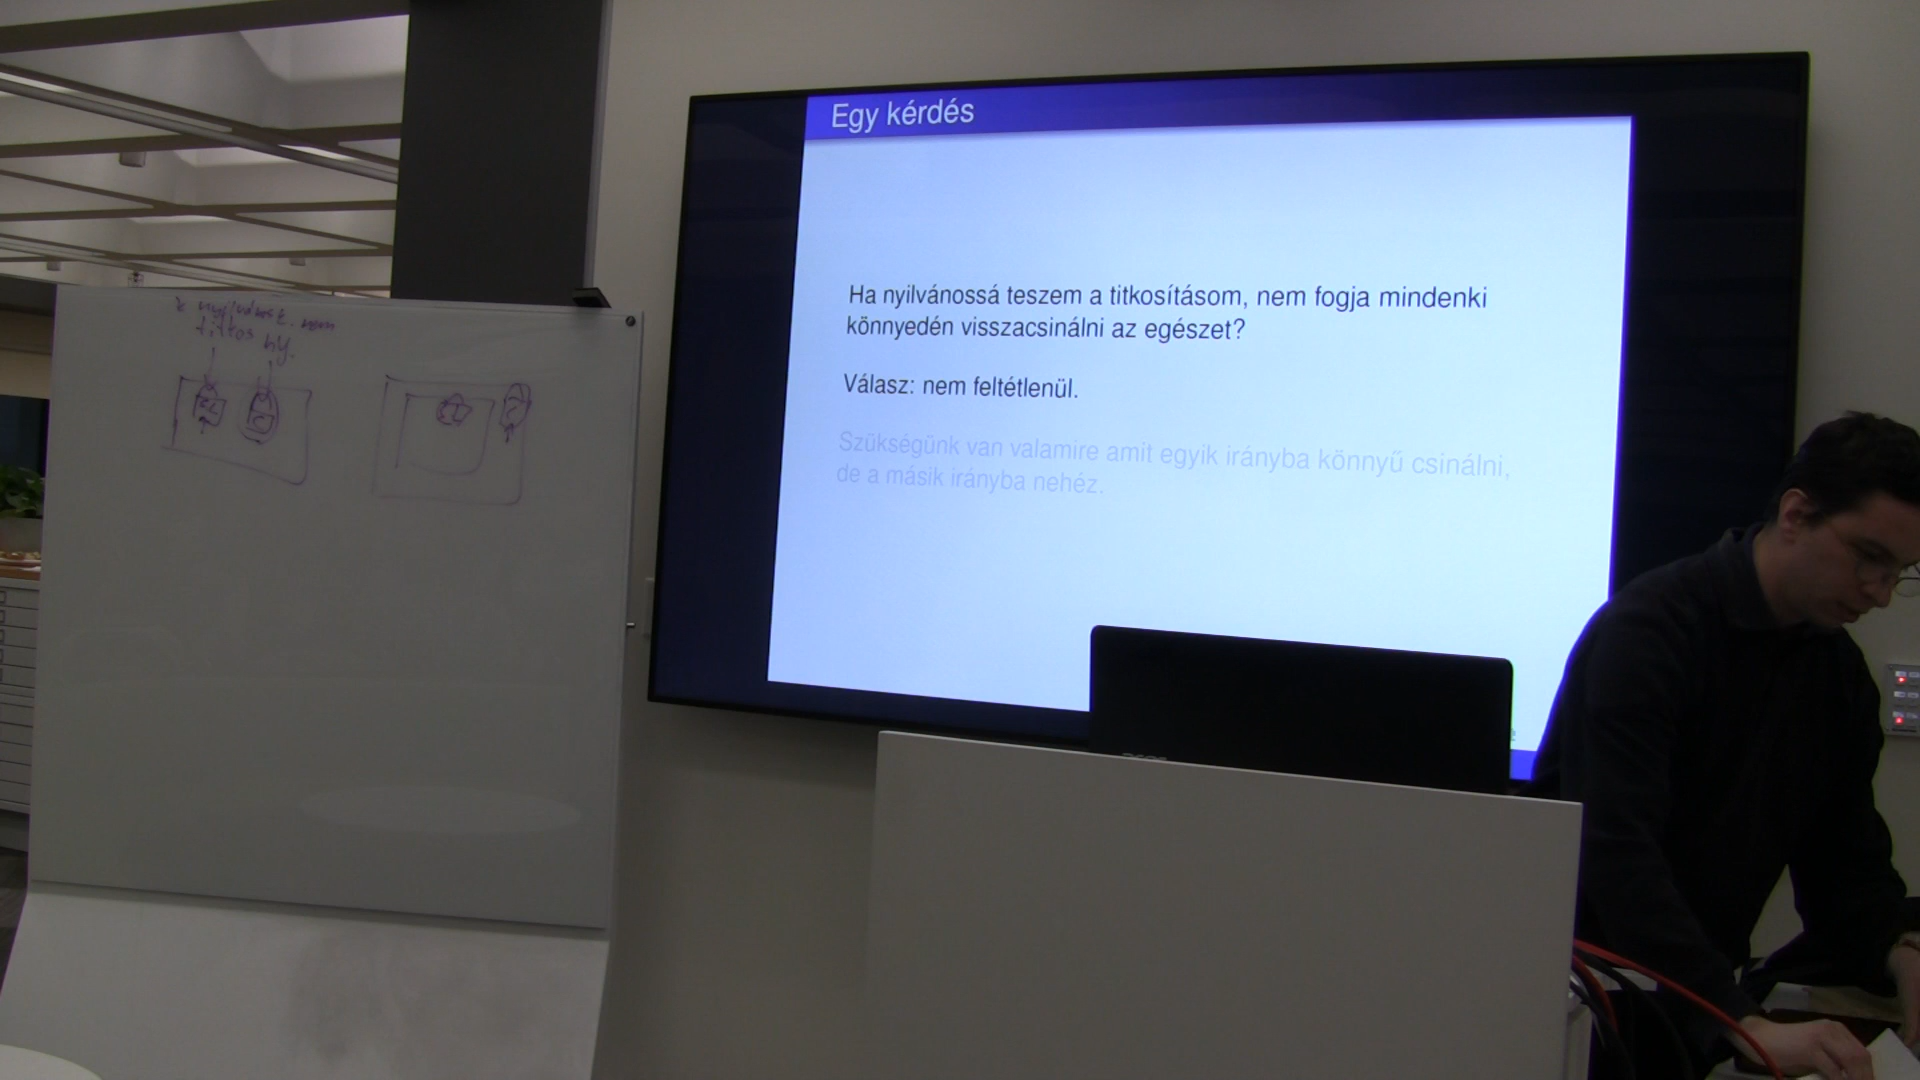 Egy kérdés
Ha nyilvánossá teszem a titkosításom, nem fogja mindenki
könnyedén visszacsinálni az egészet?
Válasz: nem feltétlenül.
Szükségünk van valamire amit egyik irányba könnyű csinálni,
de a másik irányba nehéz.
titkos